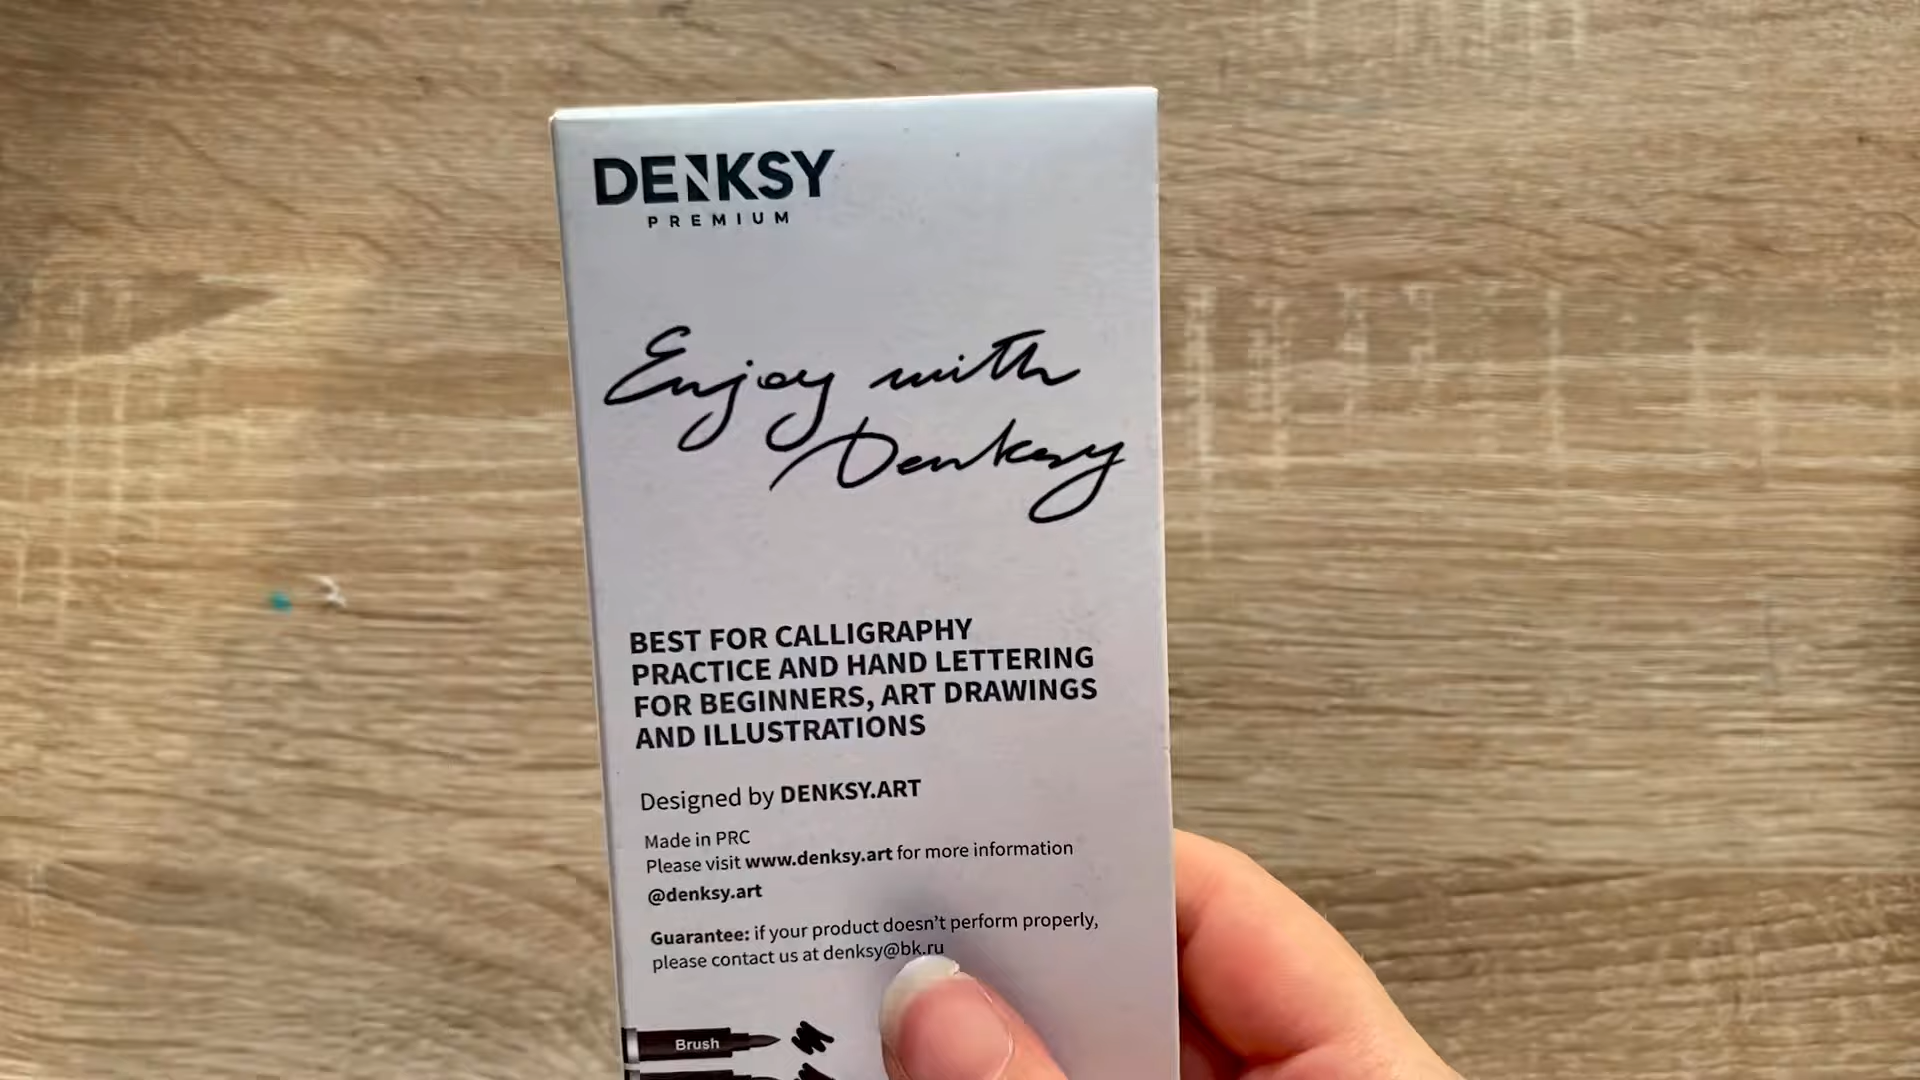 DENKSY
PREMIUM
Enjoy with
Denksy
BEST FOR CALLIGRAPHY
PRACTICE AND HAND LETTERING
FOR BEGINNERS, ART DRAWINGS
AND ILLUSTRATIONS
Designed by DENKSY.ART
Made in PRC
Please visit www.denksy.art for more information
@denksy.art
Guarantee: if your product doesn’t perform properly,
please contact us at denksy@bk.ru
Brush